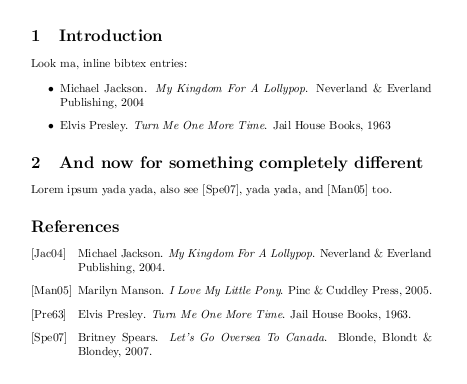 1 Introduction
Look ma, inline bibtex entries:
• Michael Jackson. My Kingdom For A Lollypop. Neverland & Everland
Publishing, 2004
• Elvis Presley. Turn Me One More Time. Jail House Books, 1963
2 And now for something completely different
Lorem ipsum yada yada, also see [Spe07], yada yada, and [Man05] too.
References
[Jac04] Michael Jackson. My Kingdom For A Lollypop. Neverland & Everland
Publishing, 2004.
[Man05] Marilyn Manson. I Love My Little Pony. Pinc & Cuddley Press, 2005.
[Pre63] Elvis Presley. Turn Me One More Time. Jail House Books, 1963.
[Spe07] Britney Spears. Let's Go Oversea To Canada. Blonde, Blondt &
Blondey, 2007.